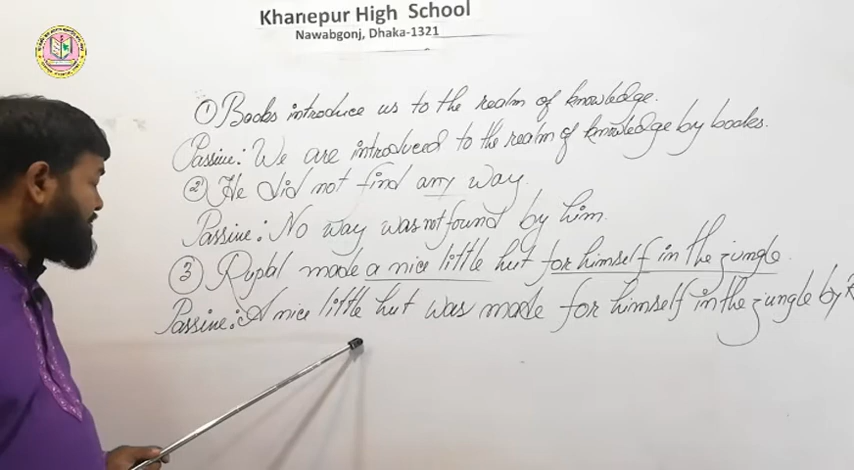 Khanepur High School
Nawabgonj, Dhaka-1321
① Books introduce us to the realm of knowledge.
Passive: We are introduced to the realm of knowledge by books.
② He did not find any way.
Passive: No way was not found by him.
③ Ruplal made a nice little hut for himself in the jungle.
Passive: A nice little hut was made for himself in the jungle by